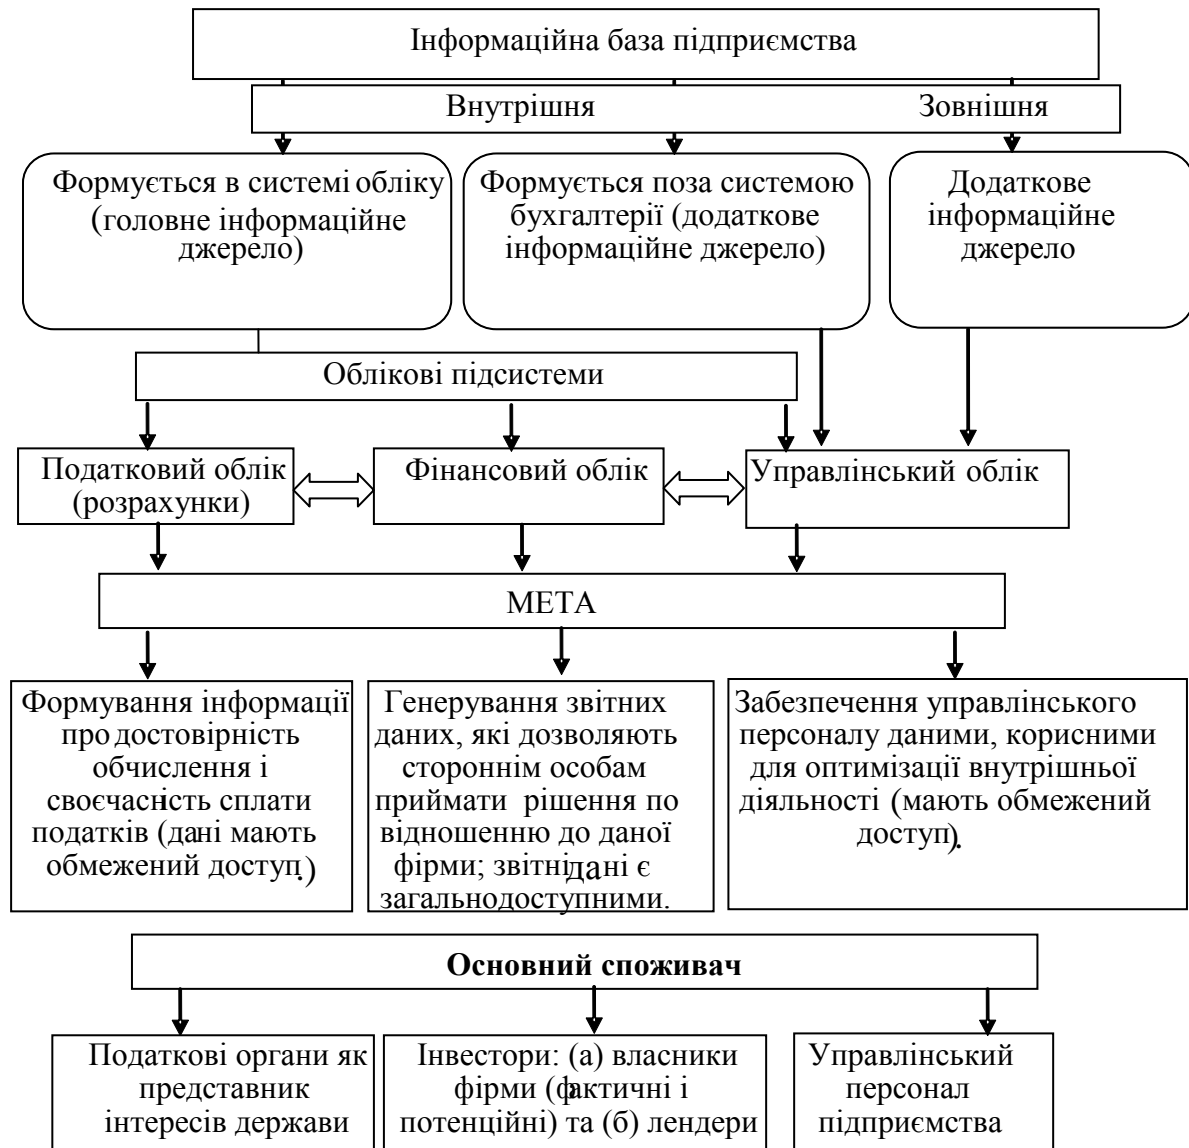 Інформаційна база підприємства
Внутрішня Зовнішня
Формується в системі обліку
(головне інформаційне
джерело)
Формується поза системою
бухгалтерії (додаткове
інформаційне джерело)
Додаткове
інформаційне
джерело
Облікові підсистеми
Податковий облік
(розрахунки)
Фінансовий облік
Управлінський облік
МЕТА
Формування інформації
про достовірність
обчислення і
своєчасність сплати
податків (дані мають
обмежений доступ.)
Генерування звітних
даних, які дозволяють
стороннім особам
приймати рішення по
відношенню до даної
фірми; звітні дані є
загальнодоступними.
Забезпечення управлінського
персоналу даними, корисними
для оптимізації внутрішньої
діяльності (мають обмежений
доступ).
Основний споживач
Податкові органи як
представник
інтересів держави
Інвестори: (а) власники
фірми (фактичні і
потенційні) та (б) лендери
Управлінський
персонал
підприємства